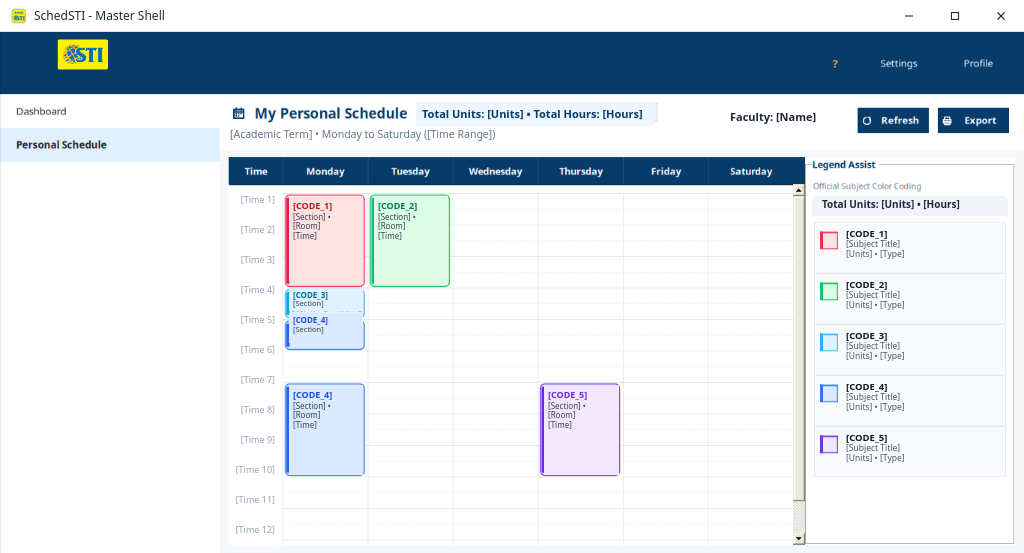 SchedSTI - Master Shell
STI
?
Settings
Profile
Dashboard
Personal Schedule
My Personal Schedule
Total Units: [Units] • Total Hours: [Hours]
[Academic Term] • Monday to Saturday ([Time Range])
Faculty: [Name]
Refresh
Export
Time
Monday
Tuesday
Wednesday
Thursday
Friday
Saturday
[Time 1]
[Time 2]
[Time 3]
[Time 4]
[Time 5]
[Time 6]
[Time 7]
[Time 8]
[Time 9]
[Time 10]
[Time 11]
[Time 12]
[CODE_1]
[Section] •
[Room]
[Time]
[CODE_3]
[Section]
[CODE_4]
[Section]
[CODE_4]
[Section] •
[Room]
[Time]
[CODE_2]
[Section] •
[Room]
[Time]
[CODE_5]
[Section] •
[Room]
[Time]
Legend Assist
Official Subject Color Coding
Total Units: [Units] • [Hours]
[CODE_1]
[Subject Title]
[Units] • [Type]
[CODE_2]
[Subject Title]
[Units] • [Type]
[CODE_3]
[Subject Title]
[Units] • [Type]
[CODE_4]
[Subject Title]
[Units] • [Type]
[CODE_5]
[Subject Title]
[Units] • [Type]